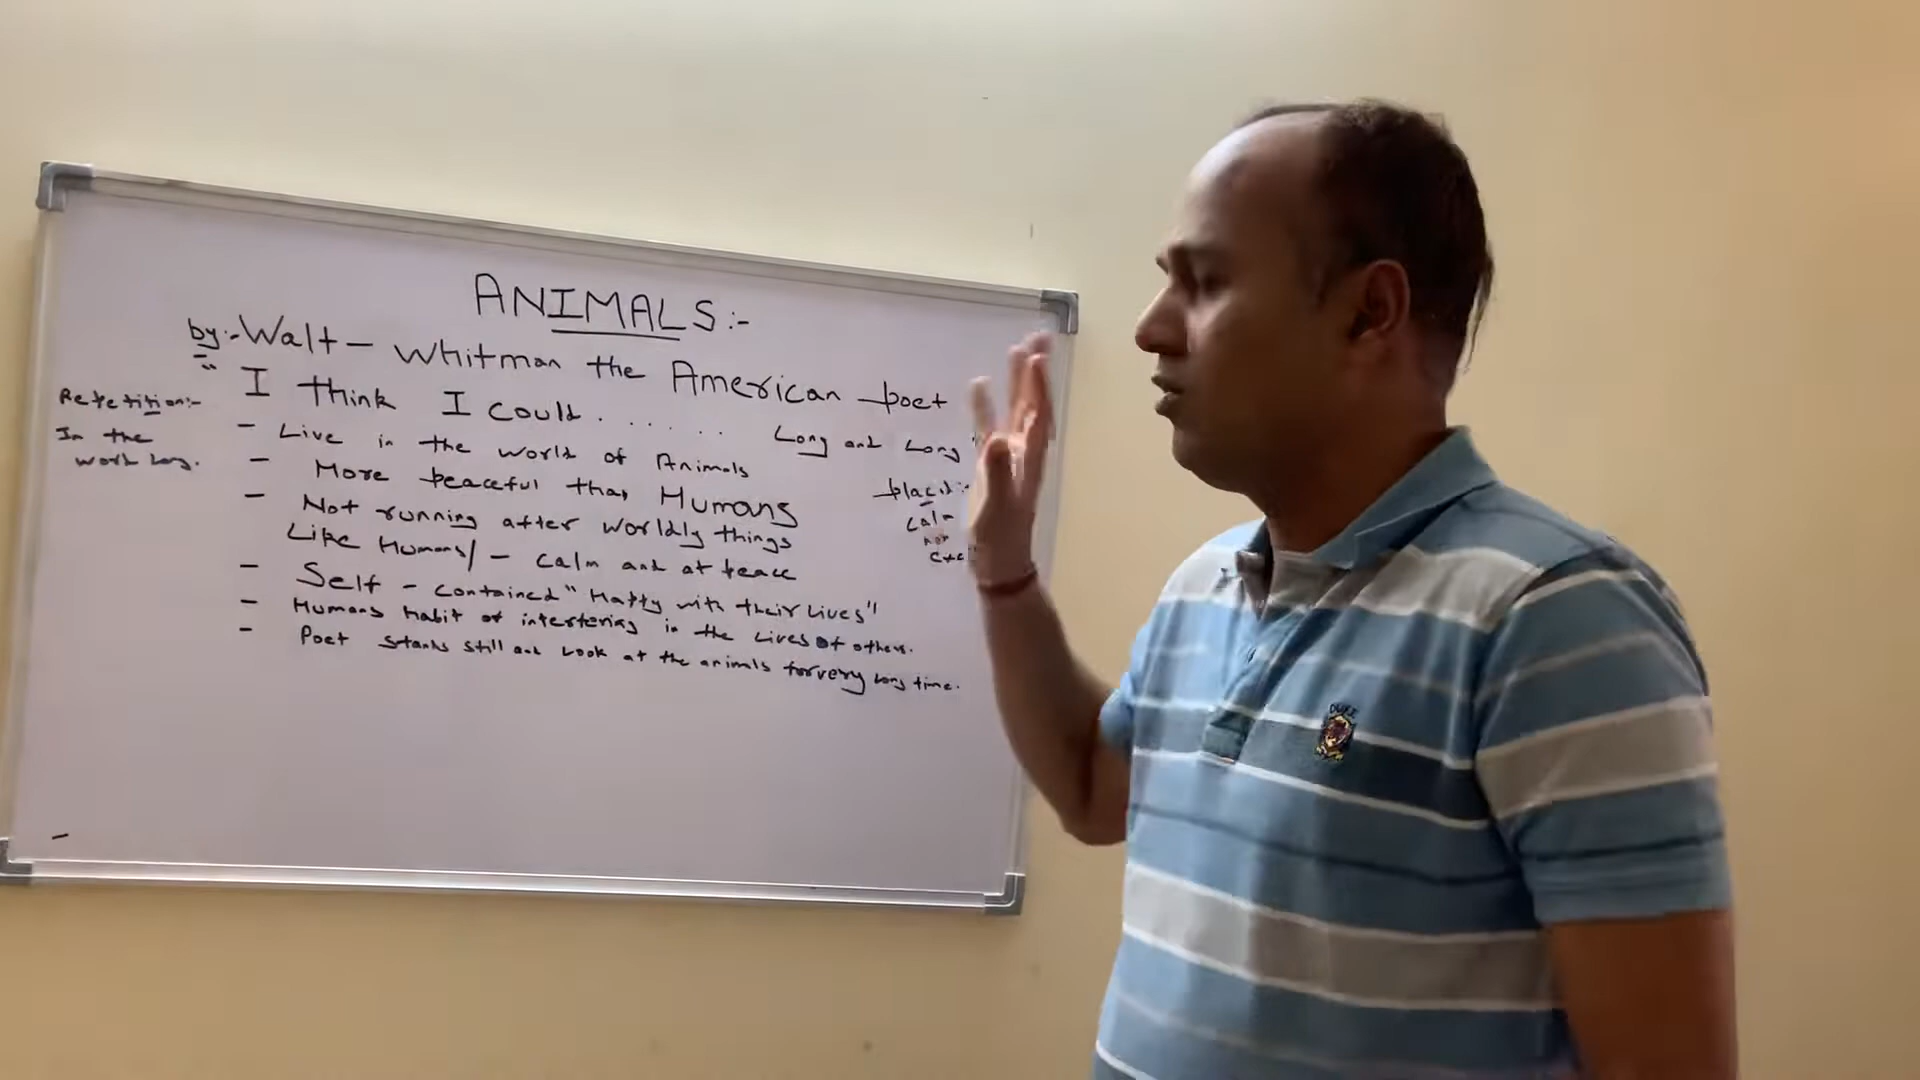 ANIMALS:-
by:- Walt - Whitman the American poet
" I think I could . . . . . . . Long and Long"
Repetition:-
In the
word long.
- Live in the world of Animals
- More peaceful than Humans
placid:-
calm
not
- Not running after worldly things
Like Humans/ - calm and at peace
- Self - contained "Happy with their lives"
- Humans habit of interfering in the lives of others.
- Poet stands still and look at the animals for very long time.
DUKE